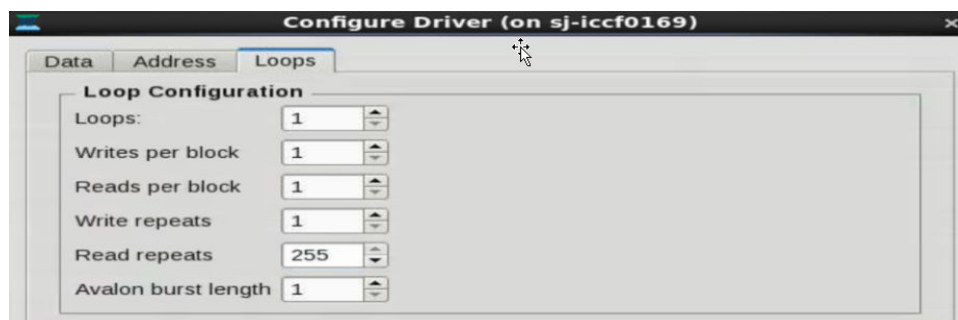 Configure Driver (on sj-iccf0169)
Data Address Loops
Loop Configuration
Loops: 1
Writes per block 1
Reads per block 1
Write repeats 1
Read repeats 255
Avalon burst length 1